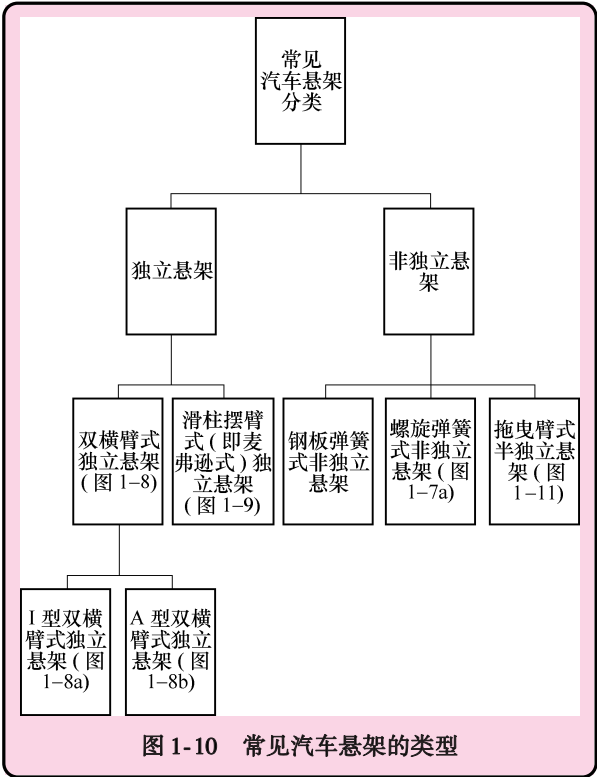 常见
汽车悬架
分类
独立悬架
非独立悬
架
双横臂式
独立悬架
(图 1–8)
滑柱摆臂
式(即麦
弗逊式)独
立悬架
(图 1–9)
钢板弹簧
式非独立
悬架
螺旋弹簧
式非独立
悬架(图
1–7a)
拖曳臂式
半独立悬
架(图
1–11)
I 型双横
臂式独立
悬架(图
1–8a)
A 型双横
臂式独立
悬架(图
1–8b)
图 1-10 常见汽车悬架的类型